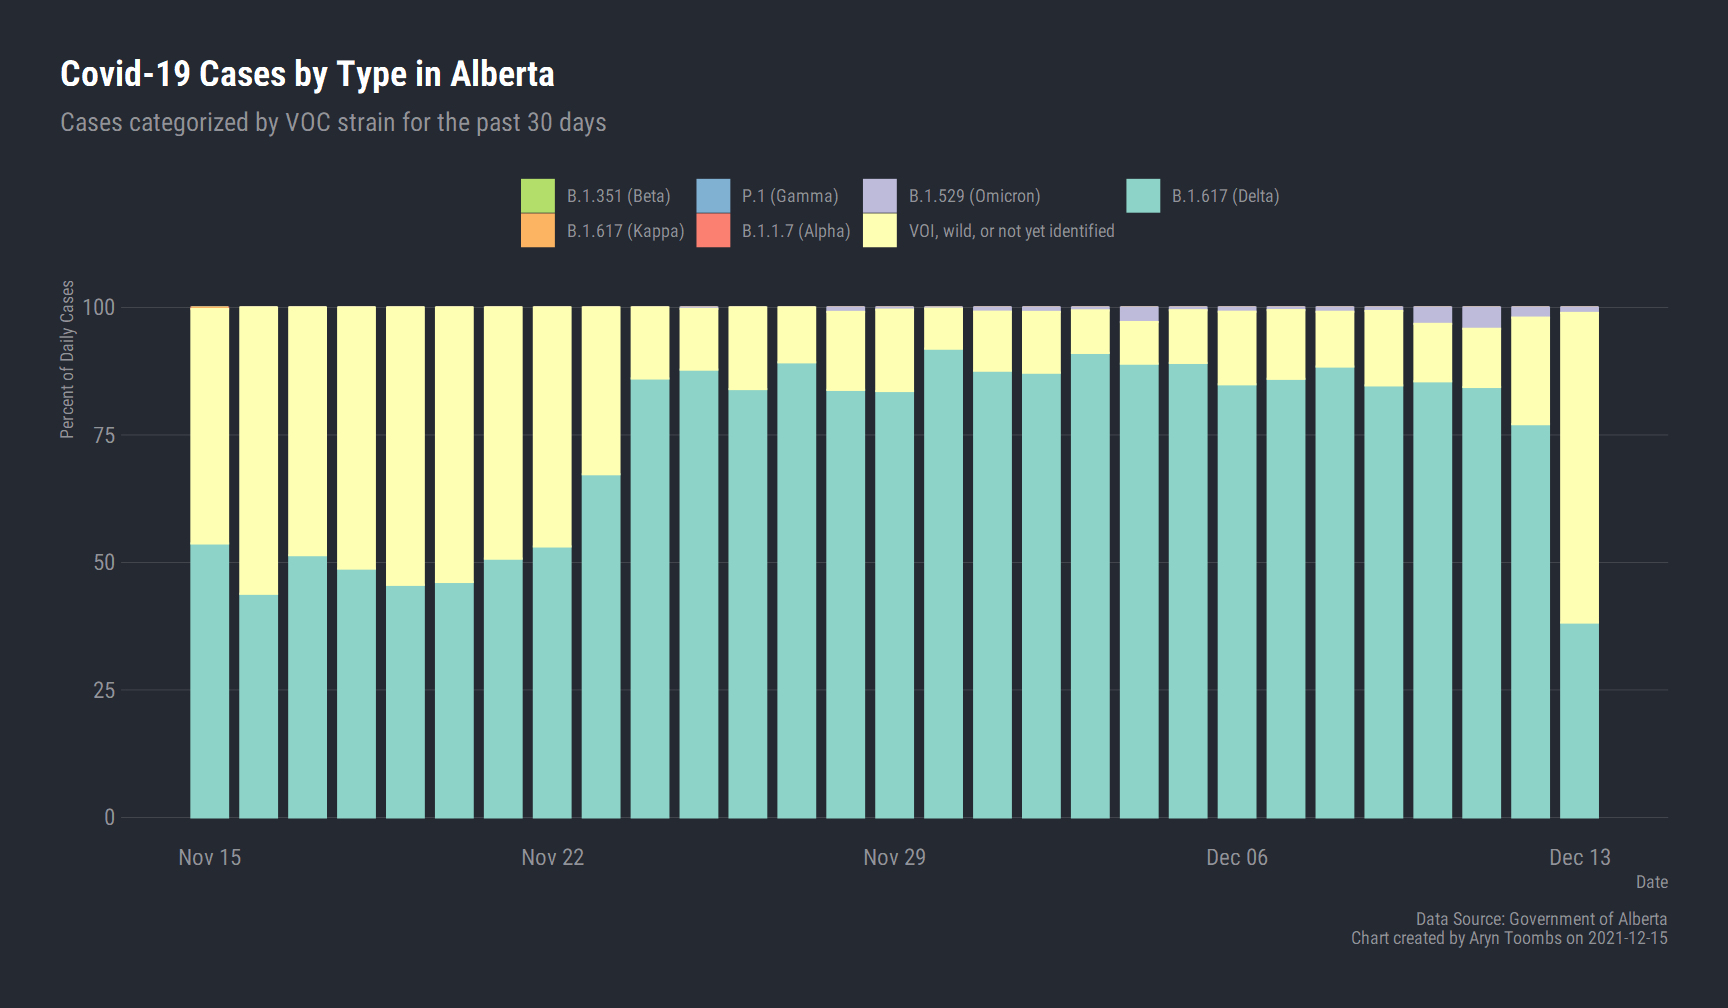 Covid-19 Cases by Type in Alberta
Cases categorized by VOC strain for the past 30 days
B.1.351 (Beta) P.1 (Gamma) B.1.529 (Omicron) B.1.617 (Delta)
B.1.617 (Kappa) B.1.1.7 (Alpha) VOI, wild, or not yet identified
Percent of Daily Cases
100
75
50
25
0
Nov 15 Nov 22 Nov 29 Dec 06 Dec 13
Date
Data Source: Government of Alberta
Chart created by Aryn Toombs on 2021-12-15